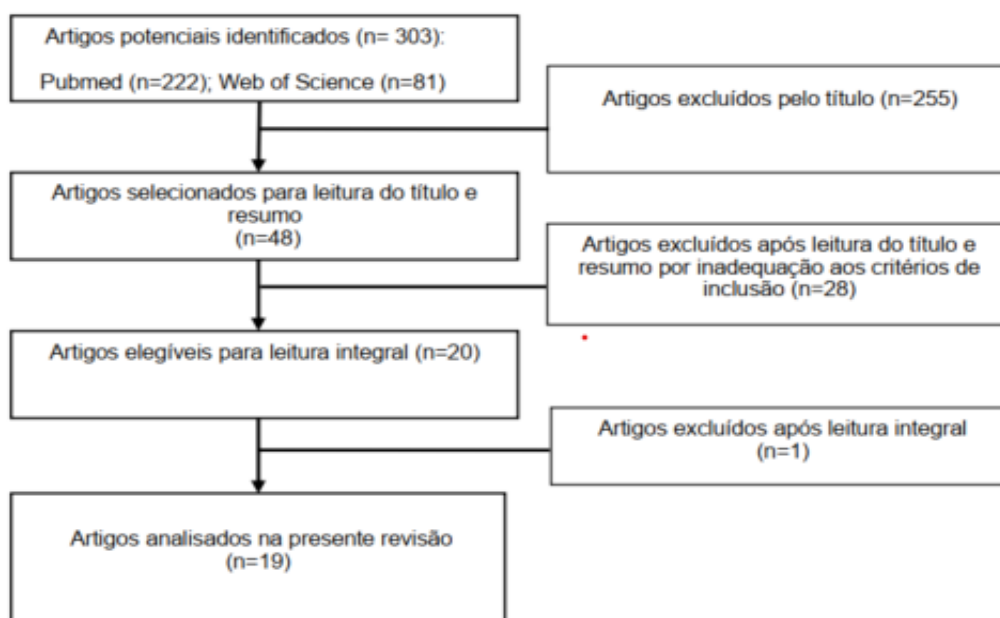 Artigos potenciais identificados (n= 303):
Pubmed (n=222); Web of Science (n=81)
Artigos excluídos pelo título (n=255)
Artigos selecionados para leitura do título e
resumo
(n=48)
Artigos excluídos após leitura do título e
resumo por inadequação aos critérios de
inclusão (n=28)
Artigos elegíveis para leitura integral (n=20)
Artigos excluídos após leitura integral
(n=1)
Artigos analisados na presente revisão
(n=19)